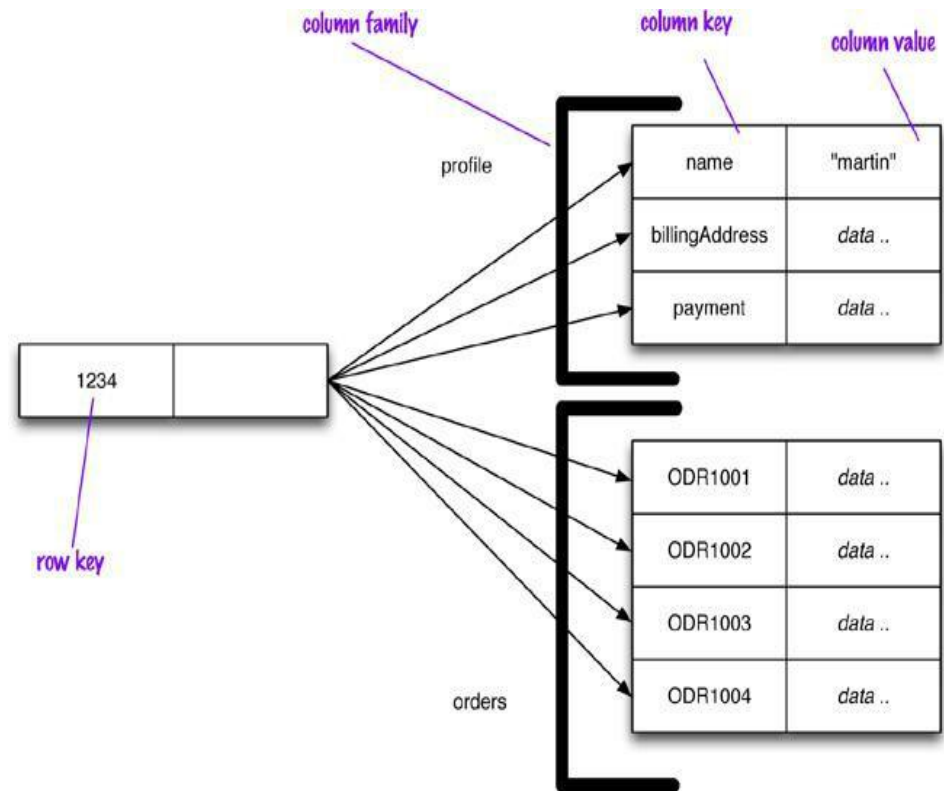 column family
column key
column value
profile
name
"martin"
billingAddress
data ..
payment
data ..
1234
row key
orders
ODR1001
data ..
ODR1002
data ..
ODR1003
data ..
ODR1004
data ..